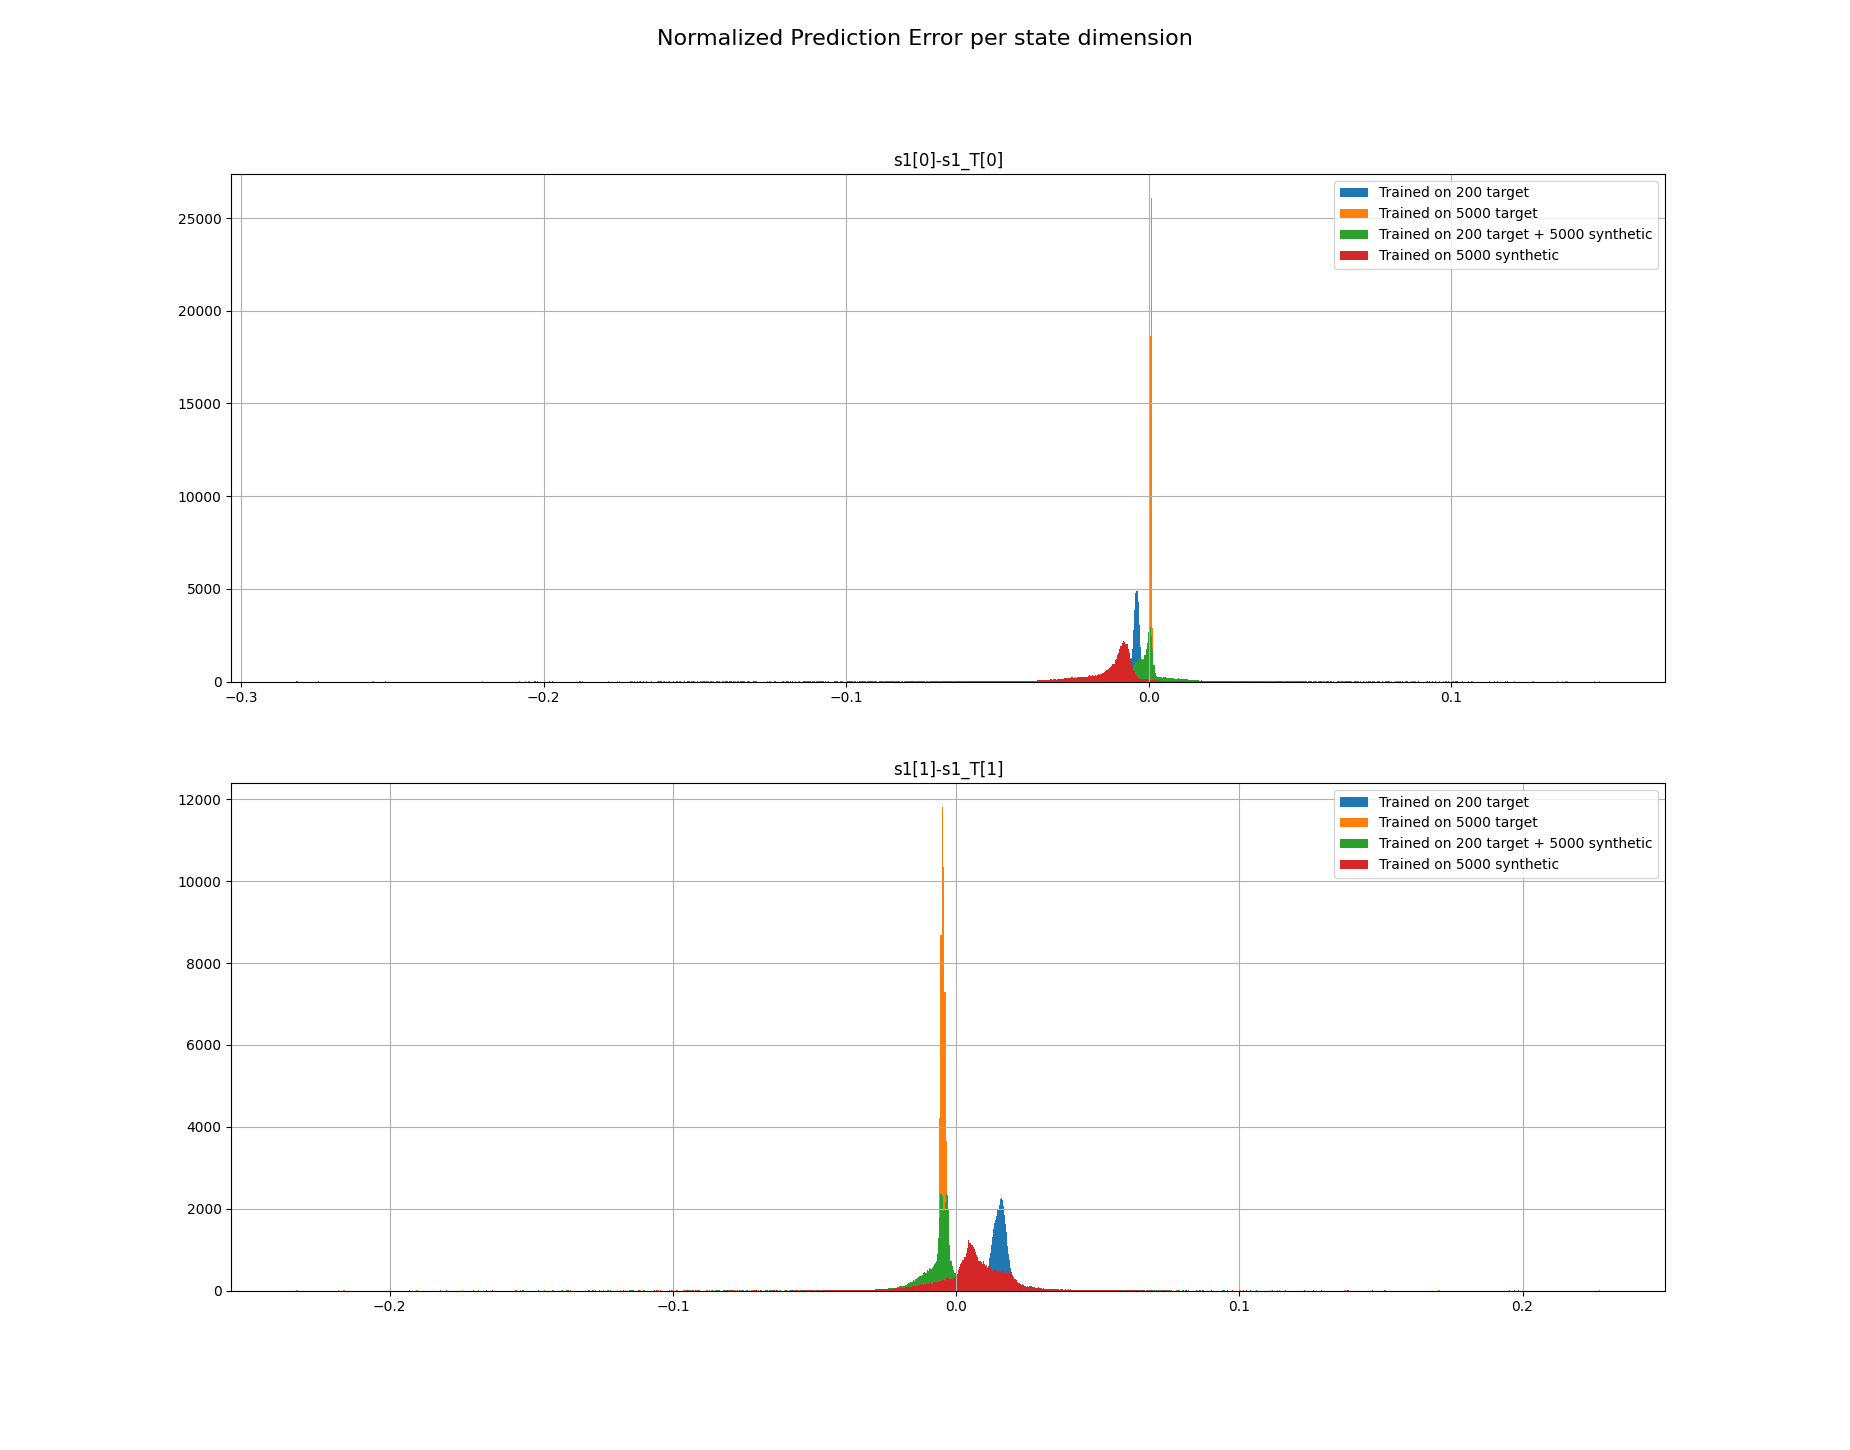 Normalized Prediction Error per state dimension
s1[0]-s1_T[0]
Trained on 200 target
Trained on 5000 target
Trained on 200 target + 5000 synthetic
Trained on 5000 synthetic
25000
20000
15000
10000
5000
0
−0.3 −0.2 −0.1 0.0 0.1
s1[1]-s1_T[1]
Trained on 200 target
Trained on 5000 target
Trained on 200 target + 5000 synthetic
Trained on 5000 synthetic
12000
10000
8000
6000
4000
2000
0
−0.2 −0.1 0.0 0.1 0.2